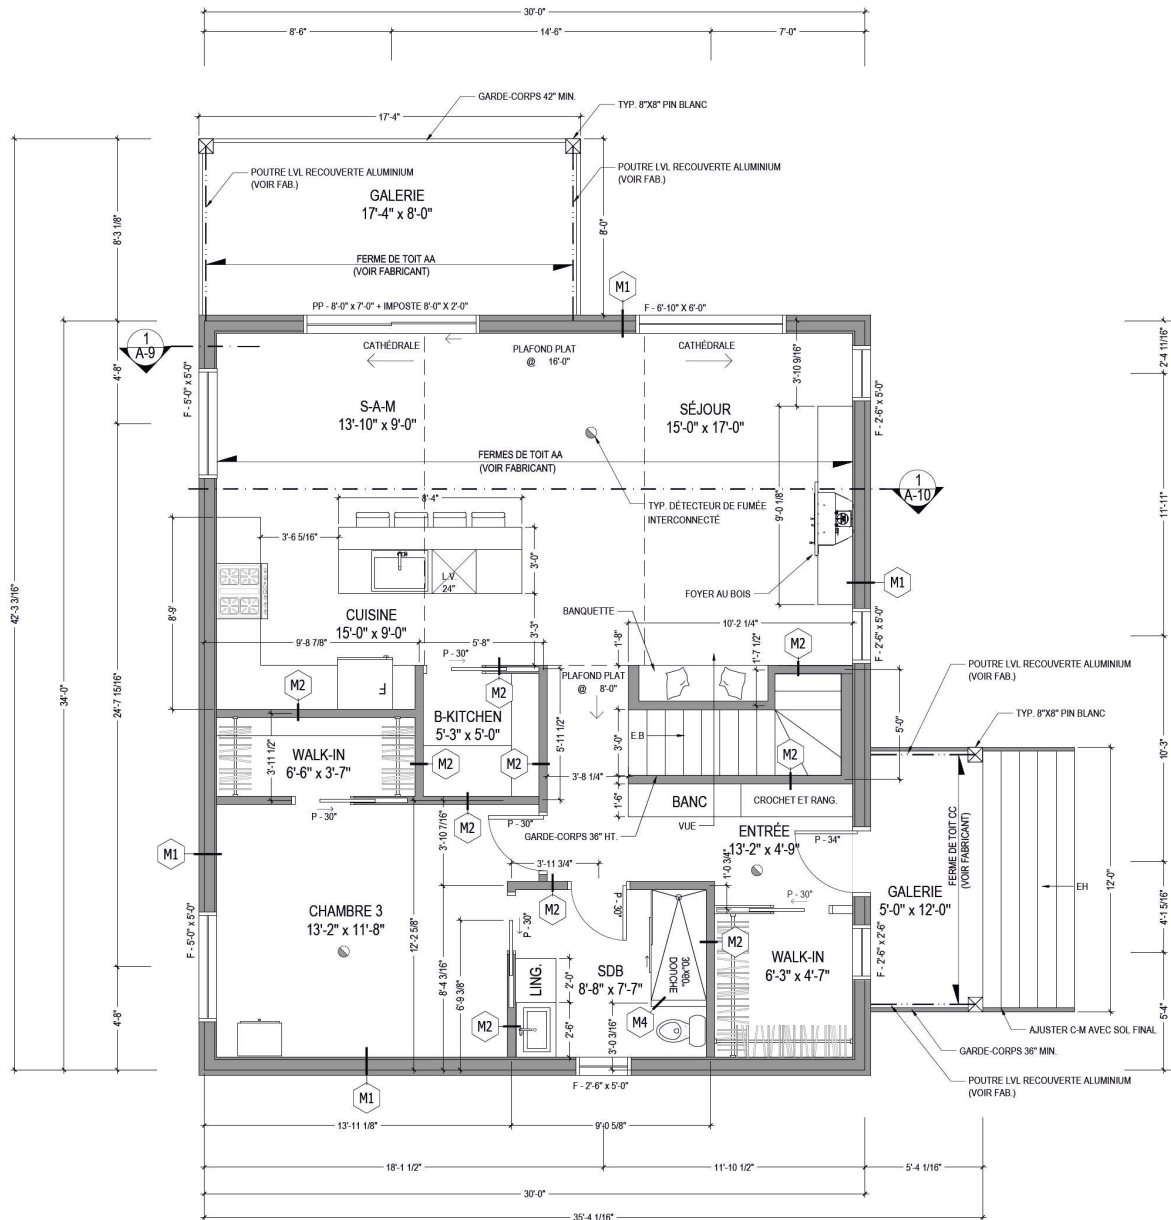 30'-0"
8'-6"
14'-6"
7'-0"
GARDE-CORPS 42" MIN.
TYP. 8"X8" PIN BLANC
17'-4"
POUTRE LVL RECOUVERTE ALUMINIUM
(VOIR FAB.)
POUTRE LVL RECOUVERTE ALUMINIUM
(VOIR FAB.)
GALERIE
17'-4" x 8'-0"
8'-3 1/8"
8'-0"
FERME DE TOIT AA
(VOIR FABRICANT)
M1
PP - 8'-0" x 7'-0" + IMPOSTE 8'-0" X 2'-0"
F - 6'-10" X 6'-0"
1
A-9
CATHÉDRALE
PLAFOND PLAT
@ 16'-0"
CATHÉDRALE
3'-10 9/16"
2'-4 11/16"
4'-8"
F - 5'-0" x 5'-0"
F - 2'-6" x 5'-0"
S-A-M
13'-10" x 9'-0"
SÉJOUR
15'-0" x 17'-0"
FERMES DE TOIT AA
(VOIR FABRICANT)
1
A-10
8'-4"
TYP. DÉTECTEUR DE FUMÉE
INTERCONNECTÉ
9'-0 1/8"
11'-11"
3'-6 5/16"
3'-0"
L.V.
24"
M1
FOYER AU BOIS
42'-3 3/16"
34'-0"
24'-7 15/16"
8'-9"
CUISINE
15'-0" x 9'-0"
BANQUETTE
10'-2 1/4"
9'-8 7/8"
5'-8"
3'-3"
1'-8"
1'-7 1/2"
F - 2'-6" x 5'-0"
P - 30"
M2
M2
M2
PLAFOND PLAT
@ 8'-0"
POUTRE LVL RECOUVERTE ALUMINIUM
(VOIR FAB.)
TYP. 8"X8" PIN BLANC
B-KITCHEN
5'-3" x 5'-0"
5'-11 1/2"
3'-0"
E.B
5'-0"
10'-3"
WALK-IN
6'-6" x 3'-7"
3'-11 1/2"
M2
M2
M2
3'-8 1/4"
BANC
1'-6"
CROCHET ET RANG.
P - 30"
M2
P - 30"
GARDE-CORPS 36" HT.
VUE
ENTRÉE
13'-2" x 4'-9"
P - 34"
M1
3'-10 7/16"
3'-11 3/4"
1'-0 3/4"
FERME DE TOIT CC
(VOIR FABRICANT)
GALERIE
5'-0" x 12'-0"
EH
12'-0"
M2
P - 30"
P - 30"
CHAMBRE 3
13'-2" x 11'-8"
12'-2 5/8"
P - 30"
M2
4'-1 5/16"
F - 5'-0" x 5'-0"
F - 2'-6" x 2'-6"
8'-4 3/16"
6'-9 3/8"
LING.
2'-0"
SDB
8'-8" x 7'-7"
30"x60"
DOUCHE
WALK-IN
6'-3" x 4'-7"
4'-8"
M2
2'-6"
3'-0 3/16"
M4
5'-4"
AJUSTER C-M AVEC SOL FINAL
GARDE-CORPS 36" MIN.
POUTRE LVL RECOUVERTE ALUMINIUM
(VOIR FAB.)
M1
F - 2'-6" x 5'-0"
13'-11 1/8"
9'-0 5/8"
18'-1 1/2"
11'-10 1/2"
5'-4 1/16"
30'-0"
35'-4 1/16"